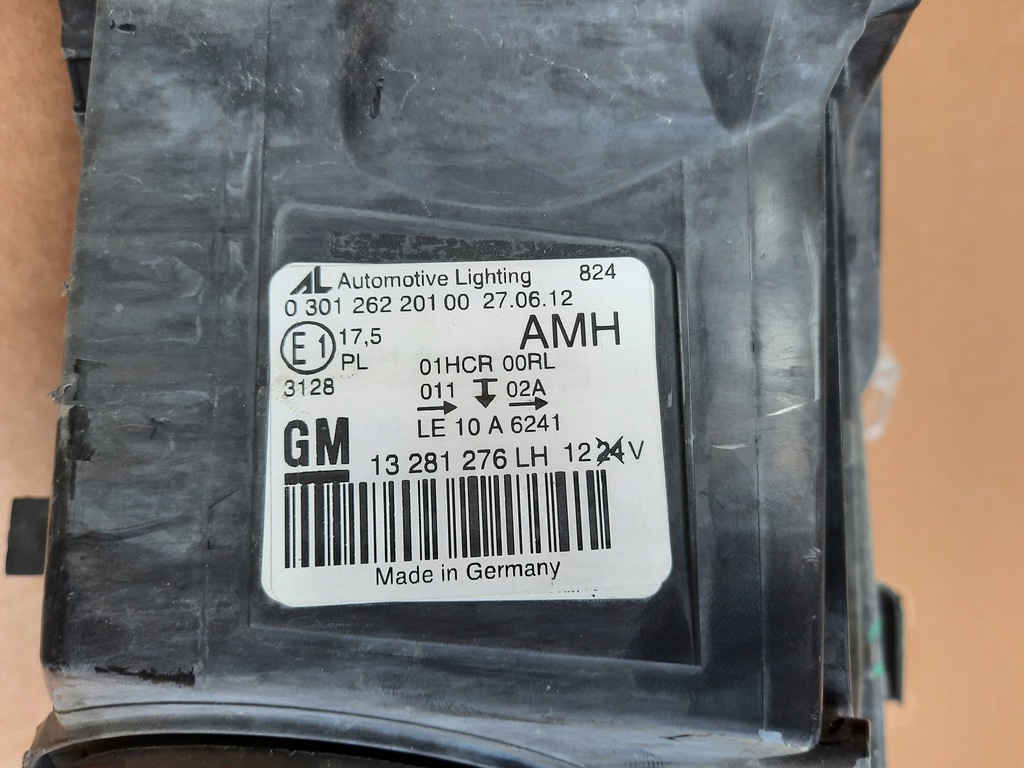 AL Automotive Lighting 824
0 301 262 201 00 27.06.12
E1 17,5 AMH
PL 01HCR 00RL
3128 011 02A
→ →
LE 10 A 6241
GM 13 281 276 LH 12 24 V
Made in Germany